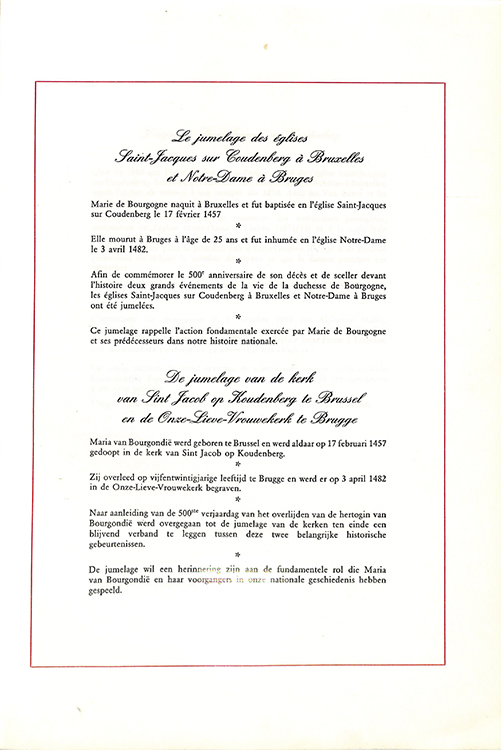 Le jumelage des églises
Saint-Jacques sur Coudenberg à Bruxelles
et Notre-Dame à Bruges
Marie de Bourgogne naquit à Bruxelles et fut baptisée en l'église Saint-Jacques
sur Coudenberg le 17 février 1457
*
Elle mourut à Bruges à l'âge de 25 ans et fut inhumée en l'église Notre-Dame
le 3 avril 1482.
*
Afin de commémorer le 500e anniversaire de son décès et de sceller devant
l'histoire deux grands événements de la vie de la duchesse de Bourgogne,
les églises Saint-Jacques sur Coudenberg à Bruxelles et Notre-Dame à Bruges
ont été jumelées.
*
Ce jumelage rappelle l'action fondamentale exercée par Marie de Bourgogne
et ses prédécesseurs dans notre histoire nationale.
De jumelage van de kerk
van Sint Jacob op Koudenberg te Brussel
en de Onze-Lieve-Vrouwekerk te Brugge
Maria van Bourgondië werd geboren te Brussel en werd aldaar op 17 februari 1457
gedoopt in de kerk van Sint Jacob op Koudenberg.
*
Zij overleed op vijfentwintigjarige leeftijd te Brugge en werd er op 3 april 1482
in de Onze-Lieve-Vrouwekerk begraven.
*
Naar aanleiding van de 500ste verjaardag van het overlijden van de hertogin van
Bourgondië werd overgegaan tot de jumelage van de kerken ten einde een
blijvend verband te leggen tussen deze twee belangrijke historische
gebeurtenissen.
*
De jumelage wil een herinnering zijn aan de fundamentele rol die Maria
van Bourgondië en haar voorgangers in onze nationale geschiedenis hebben
gespeeld.